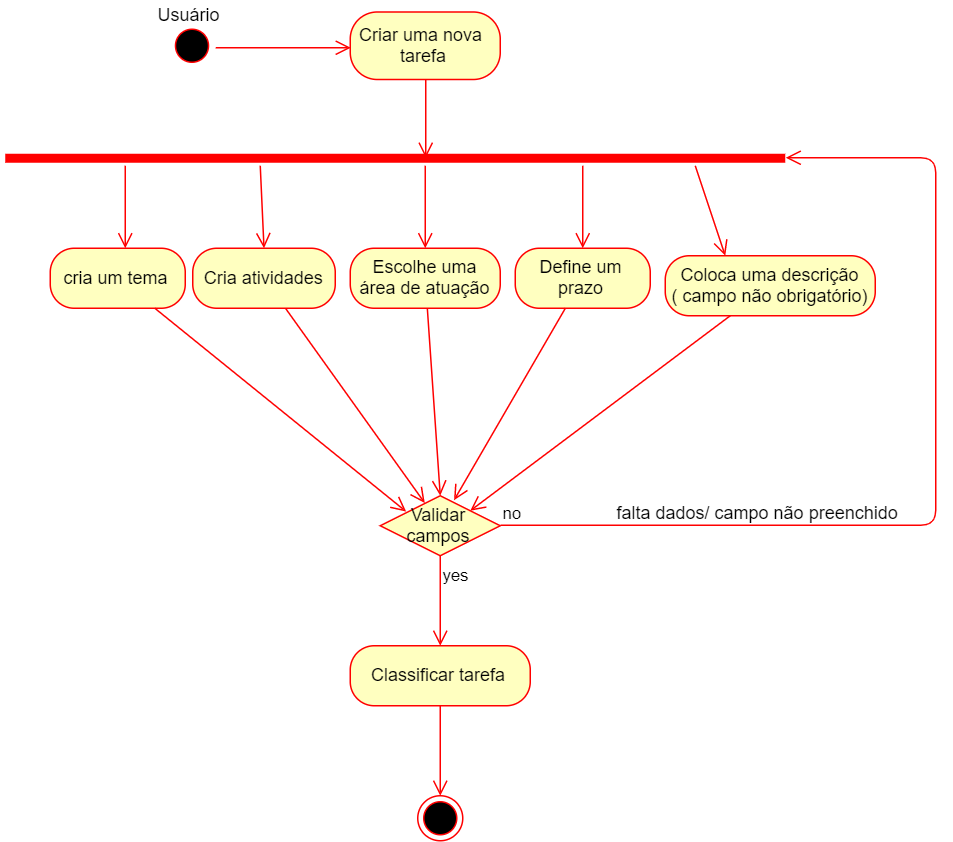 Usuário
Criar uma nova
tarefa
cria um tema
Cria atividades
Escolhe uma
área de atuação
Define um
prazo
Coloca uma descrição
( campo não obrigatório)
Validar
campos
no
falta dados/ campo não preenchido
yes
Classificar tarefa